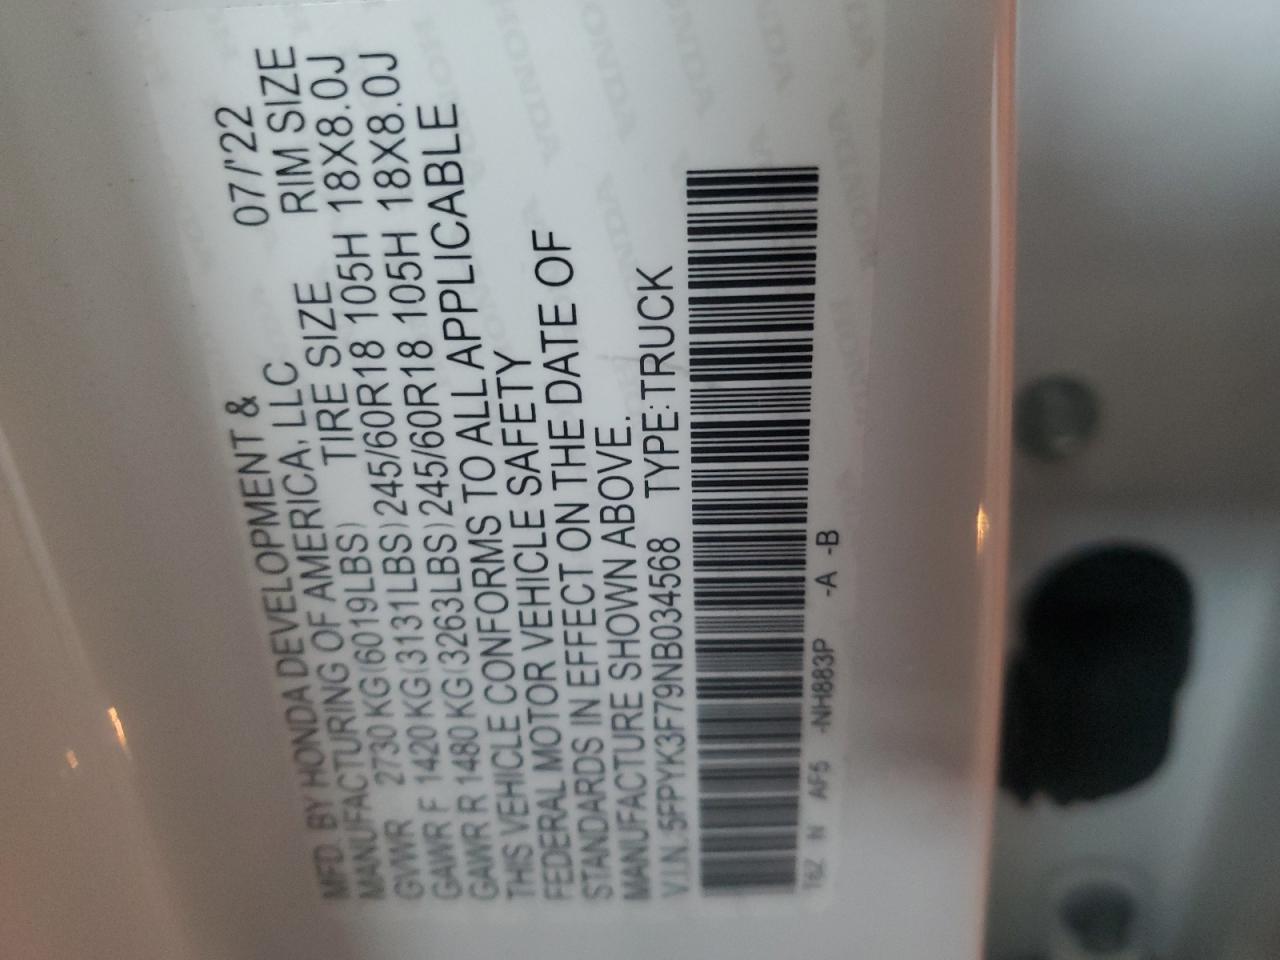 MFD. BY HONDA DEVELOPMENT & 07/'22
MANUFACTURING OF AMERICA, LLC
TIRE SIZE RIM SIZE
GVWR 2730 KG(6019LBS)
GAWR F 1420 KG(3131LBS) 245/60R18 105H 18X8.0J
GAWR R 1480 KG(3263LBS) 245/60R18 105H 18X8.0J
THIS VEHICLE CONFORMS TO ALL APPLICABLE
FEDERAL MOTOR VEHICLE SAFETY
STANDARDS IN EFFECT ON THE DATE OF
MANUFACTURE SHOWN ABOVE.
V.I.N.:5FPYK3F79NB034568 TYPE:TRUCK
T6Z N AF5 -NH883P -A -B